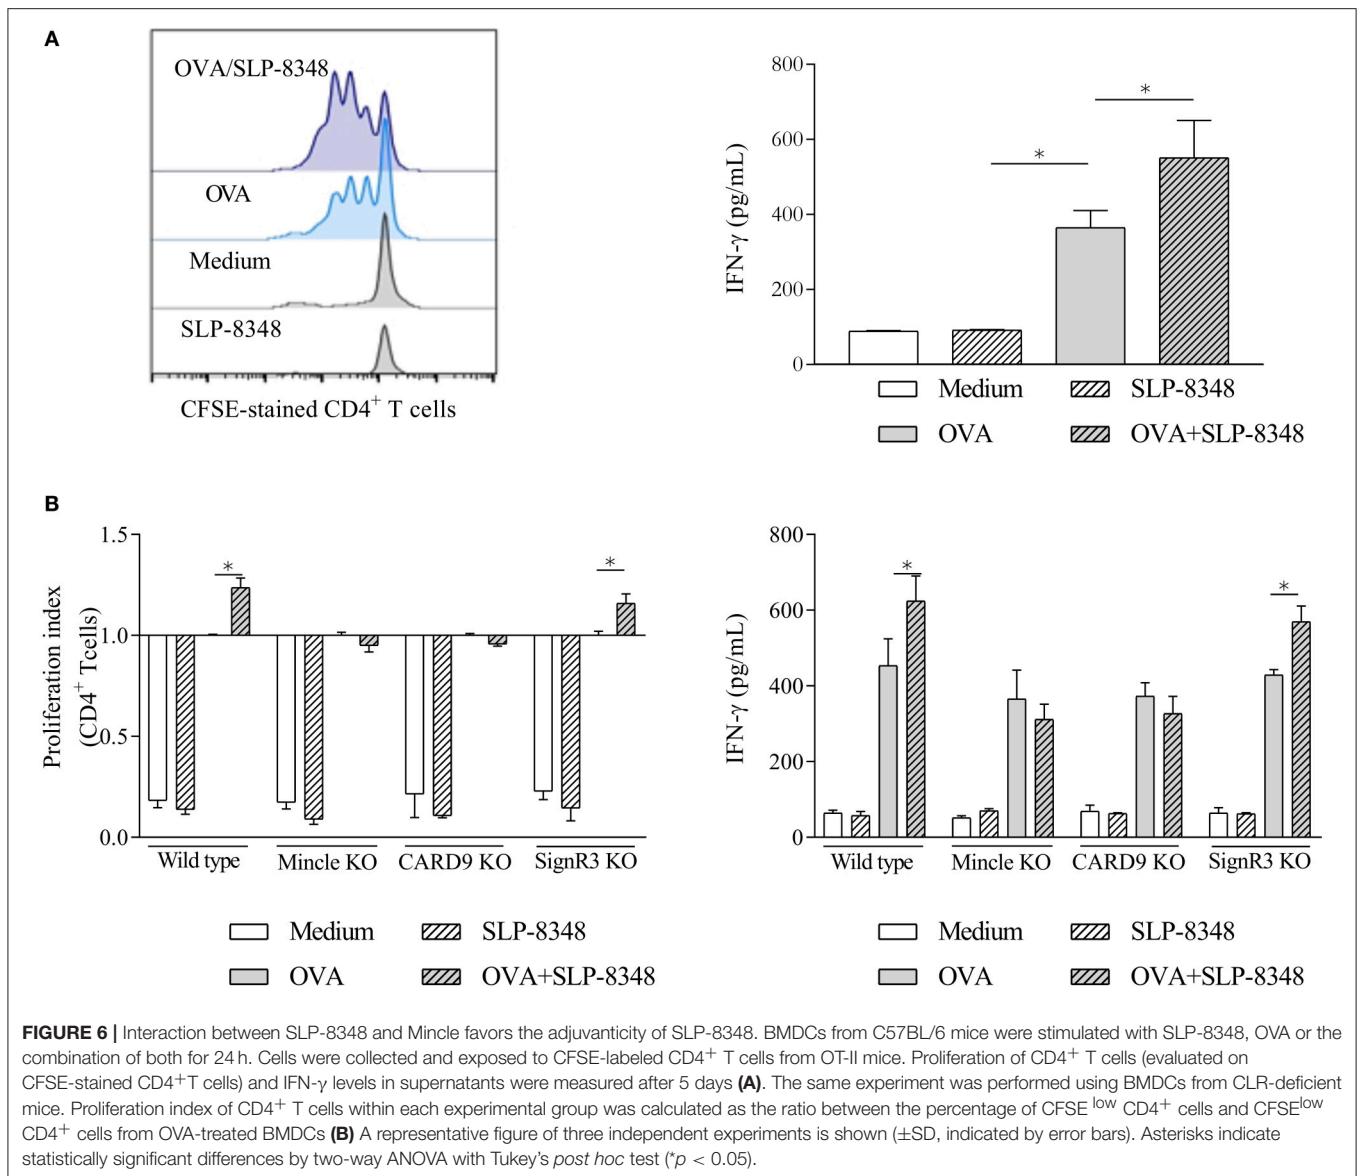 A
OVA/SLP-8348
OVA
Medium
SLP-8348
CFSE-stained CD4⁺ T cells
IFN-γ (pg/mL)
800
600
400
200
0
*
*
Medium
SLP-8348
OVA
OVA+SLP-8348
B
Proliferation index
(CD4⁺ Tcells)
1.5
1.0
0.5
0.0
*
*
Wild type
Mincle KO
CARD9 KO
SignR3 KO
Medium
SLP-8348
OVA
OVA+SLP-8348
IFN-γ (pg/mL)
800
600
400
200
0
*
*
Wild type
Mincle KO
CARD9 KO
SignR3 KO
Medium
SLP-8348
OVA
OVA+SLP-8348
FIGURE 6 | Interaction between SLP-8348 and Mincle favors the adjuvanticity of SLP-8348. BMDCs from C57BL/6 mice were stimulated with SLP-8348, OVA or the
combination of both for 24 h. Cells were collected and exposed to CFSE-labeled CD4⁺ T cells from OT-II mice. Proliferation of CD4⁺ T cells (evaluated on
CFSE-stained CD4⁺T cells) and IFN-γ levels in supernatants were measured after 5 days (A). The same experiment was performed using BMDCs from CLR-deficient
mice. Proliferation index of CD4⁺ T cells within each experimental group was calculated as the ratio between the percentage of CFSE ˡᵒʷ CD4⁺ cells and CFSEˡᵒʷ
CD4⁺ cells from OVA-treated BMDCs (B) A representative figure of three independent experiments is shown (±SD, indicated by error bars). Asterisks indicate
statistically significant differences by two-way ANOVA with Tukey's post hoc test (*p < 0.05).